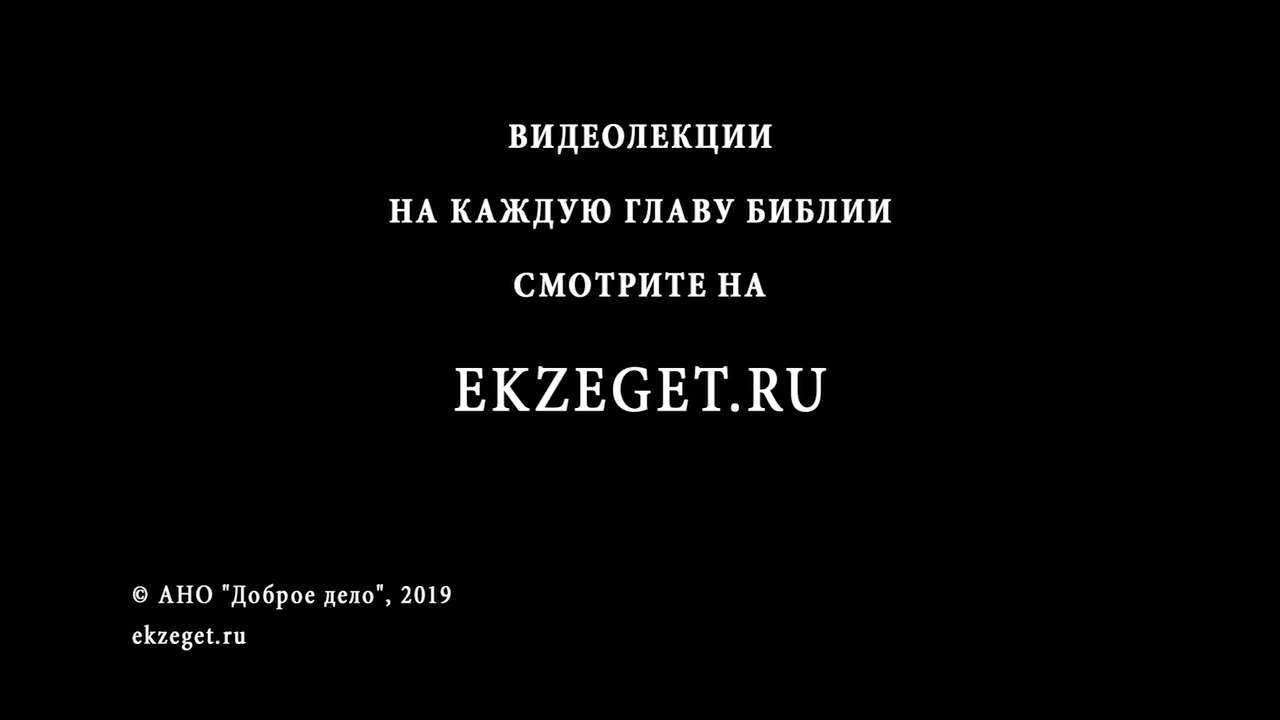 ВИДЕОЛЕКЦИИ
НА КАЖДУЮ ГЛАВУ БИБЛИИ
СМОТРИТЕ НА
EKZEGET.RU
© АНО "Доброе дело", 2019
ekzeget.ru